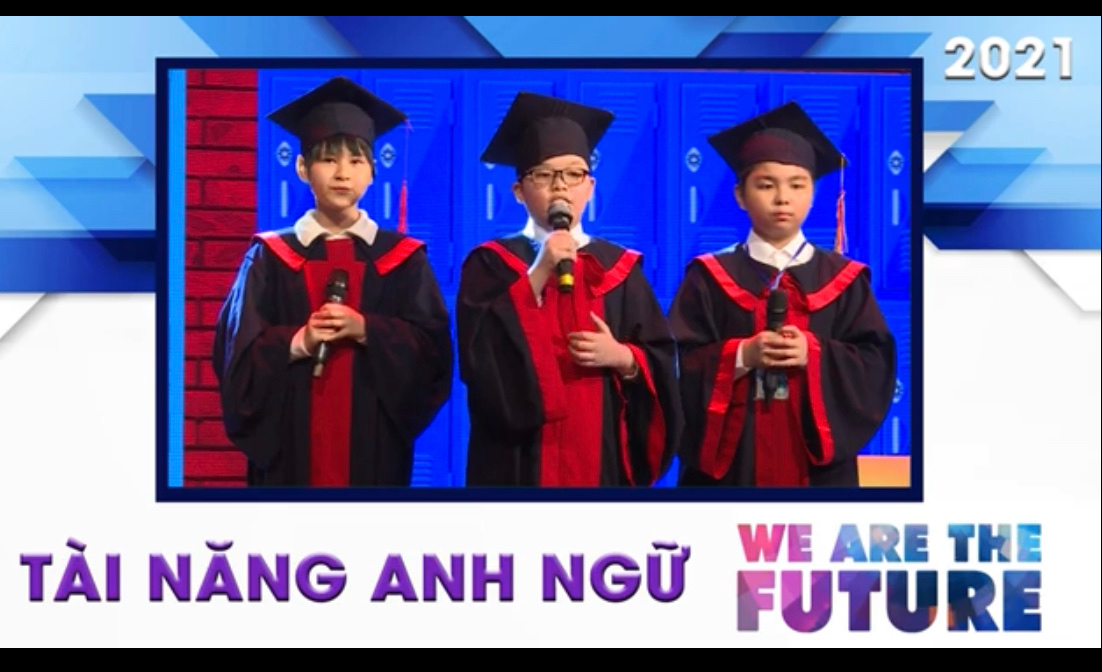 2021
TÀI NĂNG ANH NGỮ
WE ARE THE
FUTURE